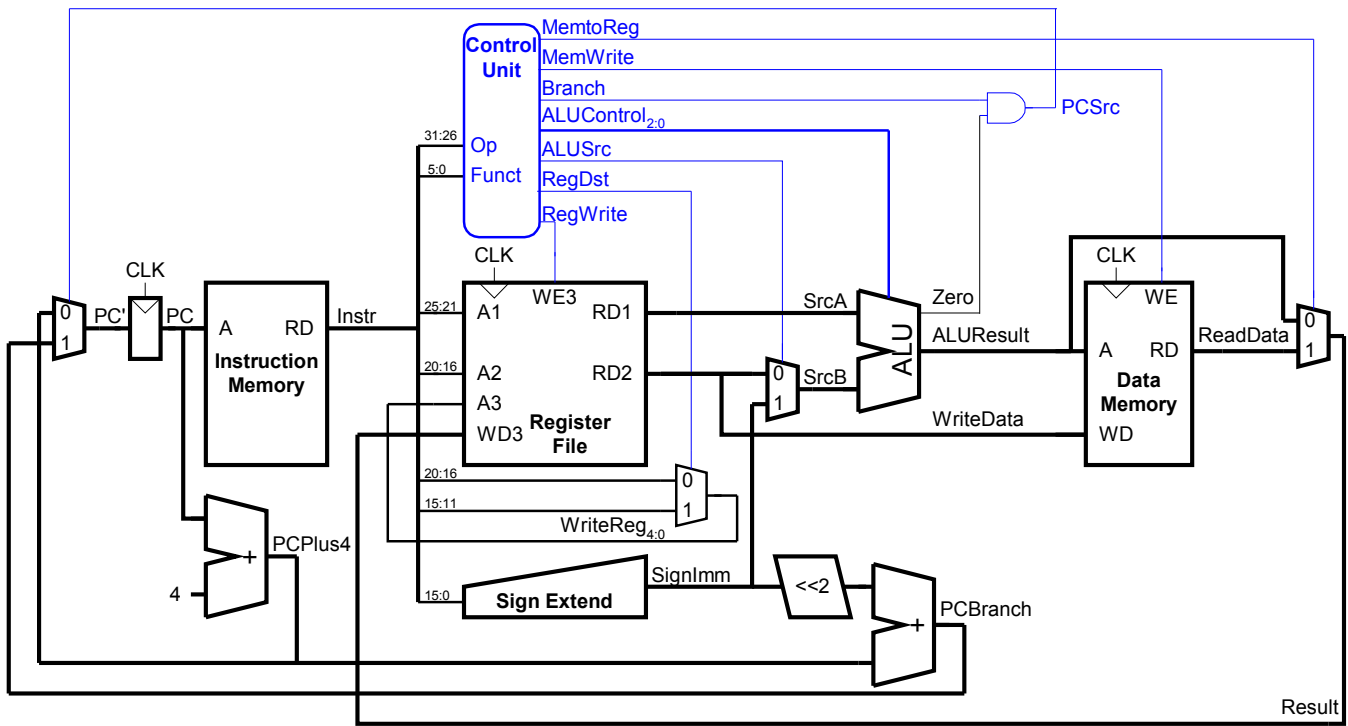 MemtoReg
Control
Unit
MemWrite
Branch
PCSrc
ALUControl2:0
31:26
Op
ALUSrc
5:0
Funct
RegDst
RegWrite
CLK
CLK
CLK
0
1
PC'
PC
A
RD
Instruction
Memory
Instr
25:21
A1
WE3
RD1
SrcA
Zero
WE
0
1
20:16
A2
RD2
0
1
SrcB
ALU
ALUResult
A
RD
ReadData
Data
Memory
A3
WD3
Register
File
WriteData
WD
20:16
0
15:11
1
WriteReg4:0
PCPlus4
+
4
SignImm
<<2
15:0
Sign Extend
PCBranch
+
Result